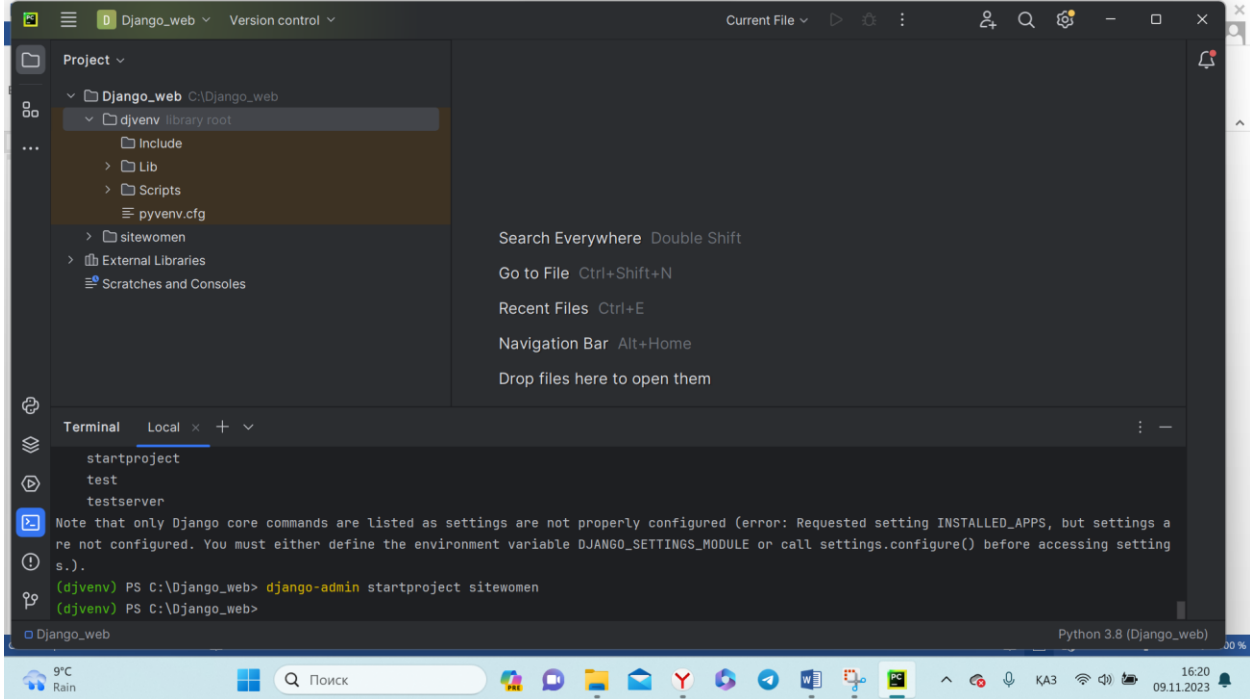 D Django_web Version control Current File
Project
Django_web C:\Django_web
djvenv library root
Include
Lib
Scripts
pyvenv.cfg
sitewomen
External Libraries
Scratches and Consoles
Search Everywhere Double Shift
Go to File Ctrl+Shift+N
Recent Files Ctrl+E
Navigation Bar Alt+Home
Drop files here to open them
Terminal Local
startproject
test
testserver
Note that only Django core commands are listed as settings are not properly configured (error: Requested setting INSTALLED_APPS, but settings a
re not configured. You must either define the environment variable DJANGO_SETTINGS_MODULE or call settings.configure() before accessing setting
s.).
(djvenv) PS C:\Django_web> django-admin startproject sitewomen
(djvenv) PS C:\Django_web>
Django_web Python 3.8 (Django_web)
00 %
9°C
Rain
Поиск
PRE
W
PC
ҚАЗ
16:20
09.11.2023